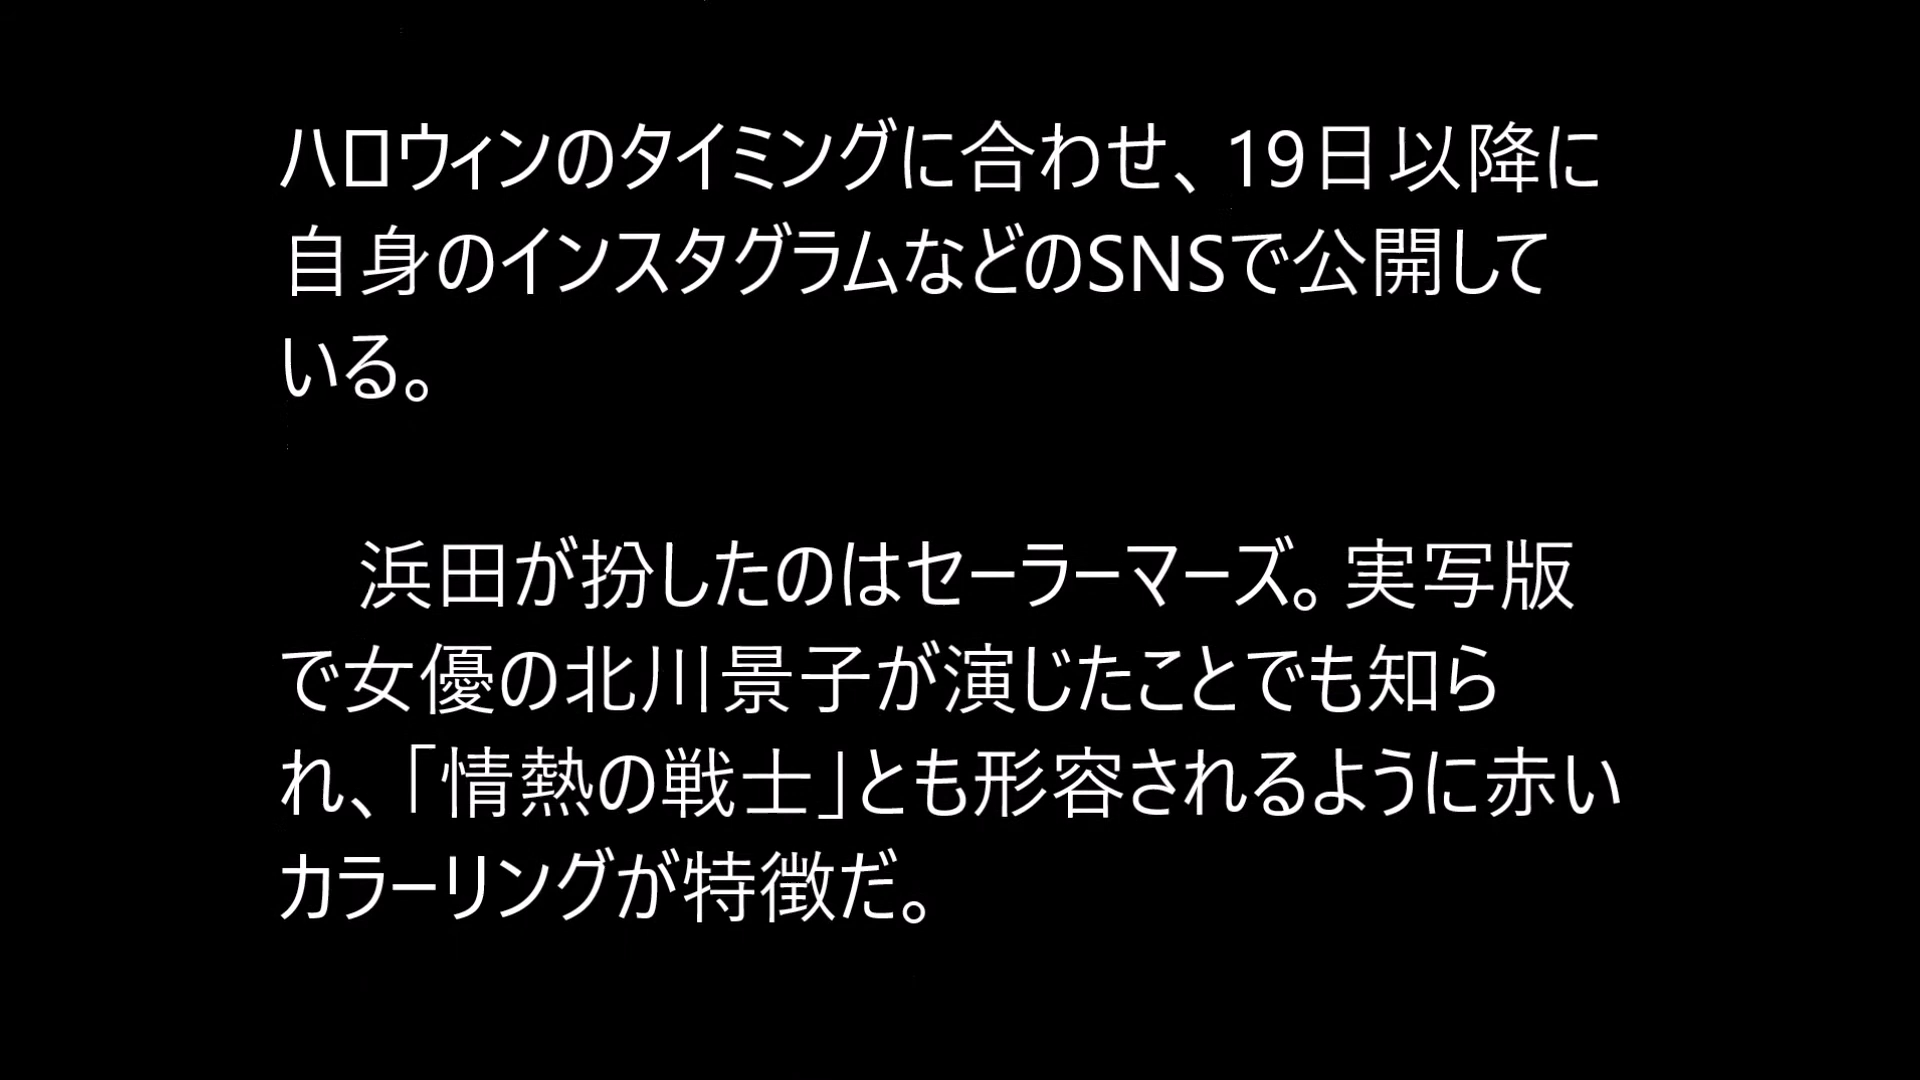 ハロウィンのタイミングに合わせ、19日以降に
自身のインスタグラムなどのSNSで公開して
いる。
　浜田が扮したのはセーラーマーズ。実写版
で女優の北川景子が演じたことでも知ら
れ、「情熱の戦士」とも形容されるように赤い
カラーリングが特徴だ。